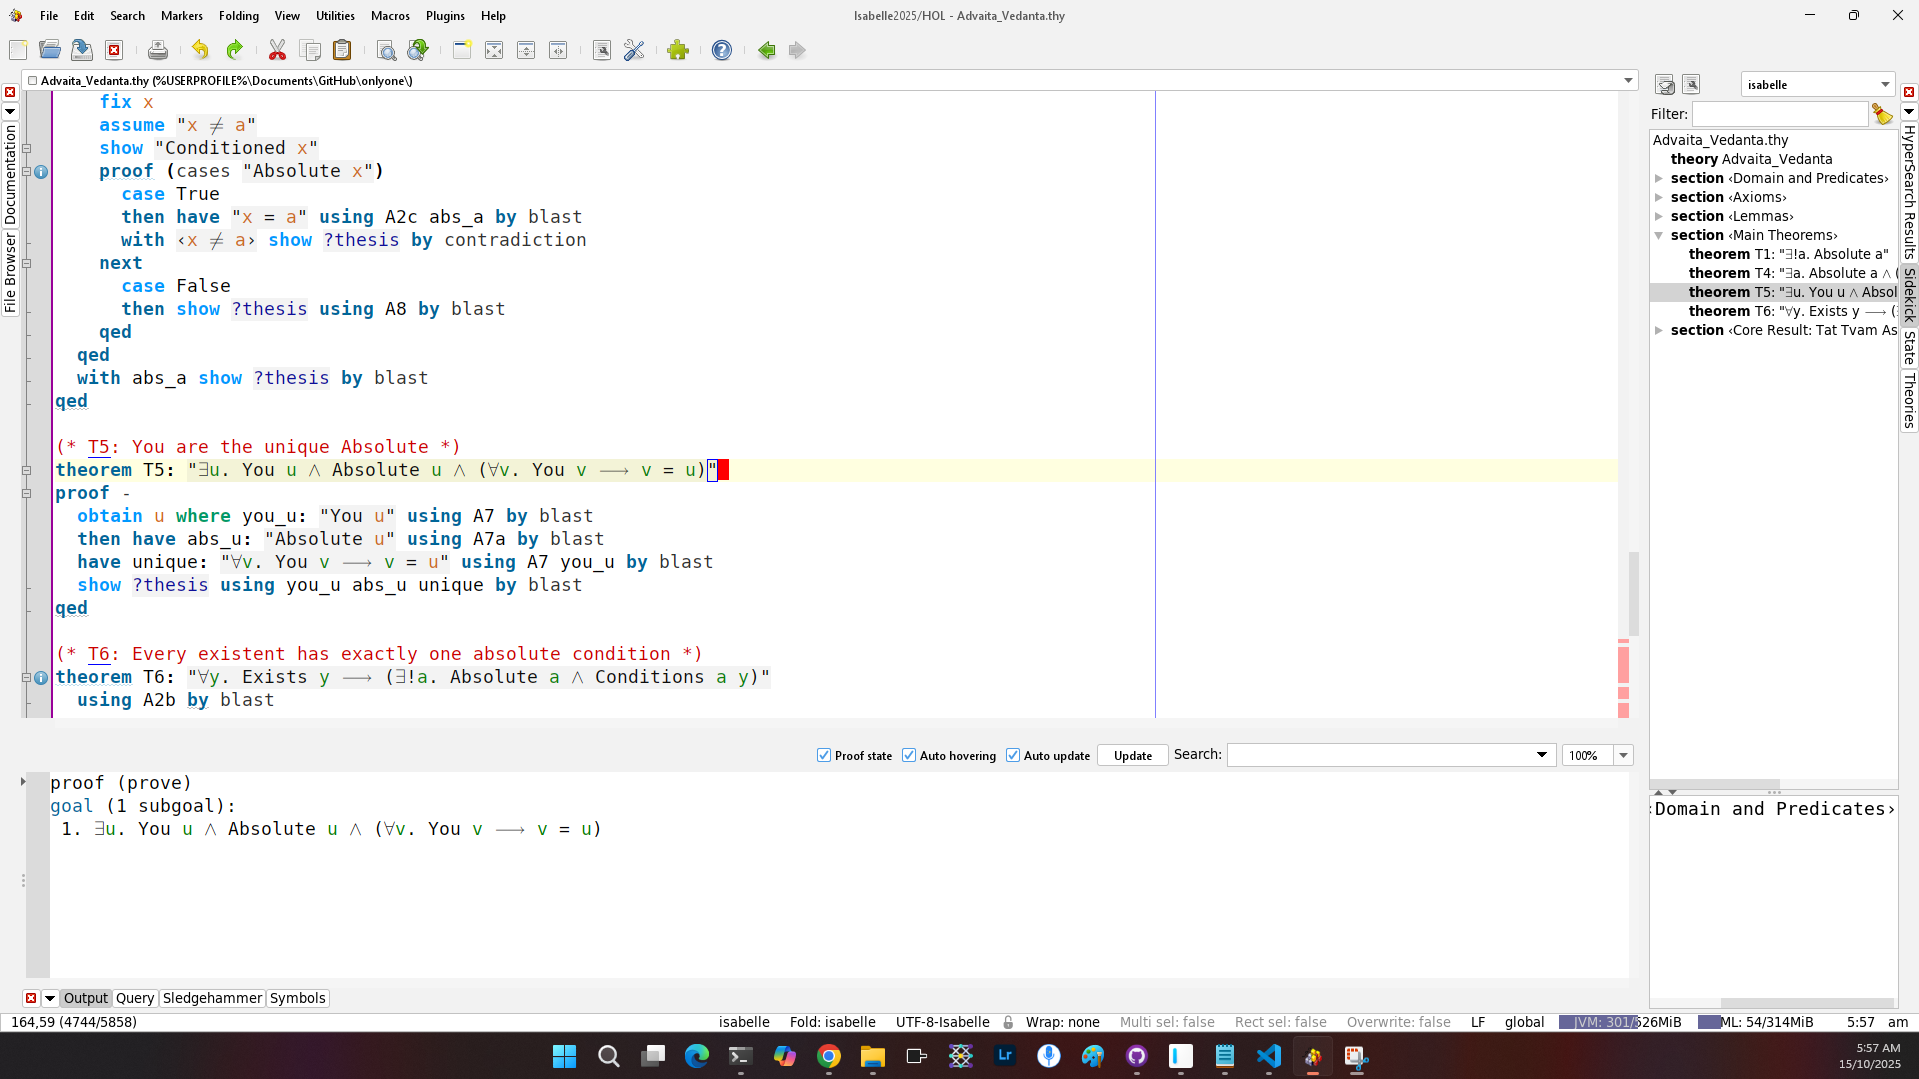 File Edit Search Markers Folding View Utilities Macros Plugins Help
Isabelle2025/HOL - Advaita_Vedanta.thy
Advaita_Vedanta.thy (%USERPROFILE%\Documents\GitHub\onlyone\)
Documentation
File Browser
fix x
assume "x ≠ a"
show "Conditioned x"
proof (cases "Absolute x")
case True
then have "x = a" using A2c abs_a by blast
with ‹x ≠ a› show ?thesis by contradiction
next
case False
then show ?thesis using A8 by blast
qed
qed
with abs_a show ?thesis by blast
qed
(* T5: You are the unique Absolute *)
theorem T5: "∃u. You u ∧ Absolute u ∧ (∀v. You v ⟶ v = u)"
proof -
obtain u where you_u: "You u" using A7 by blast
then have abs_u: "Absolute u" using A7a by blast
have unique: "∀v. You v ⟶ v = u" using A7 you_u by blast
show ?thesis using you_u abs_u unique by blast
qed
(* T6: Every existent has exactly one absolute condition *)
theorem T6: "∀y. Exists y ⟶ (∃!a. Absolute a ∧ Conditions a y)"
using A2b by blast
Proof state Auto hovering Auto update Update Search: 100%
proof (prove)
goal (1 subgoal):
1. ∃u. You u ∧ Absolute u ∧ (∀v. You v ⟶ v = u)
Output Query Sledgehammer Symbols
isabelle
Filter:
Advaita_Vedanta.thy
theory Advaita_Vedanta
section ‹Domain and Predicates›
section ‹Axioms›
section ‹Lemmas›
section ‹Main Theorems›
theorem T1: "∃!a. Absolute a"
theorem T4: "∃a. Absolute a ∧ (
theorem T5: "∃u. You u ∧ Absol
theorem T6: "∀y. Exists y ⟶ (
section ‹Core Result: Tat Tvam As
‹Domain and Predicates›
HyperSearch Results
Sidekick
State
Theories
164,59 (4744/5858) isabelle Fold: isabelle UTF-8-Isabelle Wrap: none Multi sel: false Rect sel: false Overwrite: false LF global JVM: 301/526MiB ML: 54/314MiB 5:57 am
Lr
5:57 AM
15/10/2025